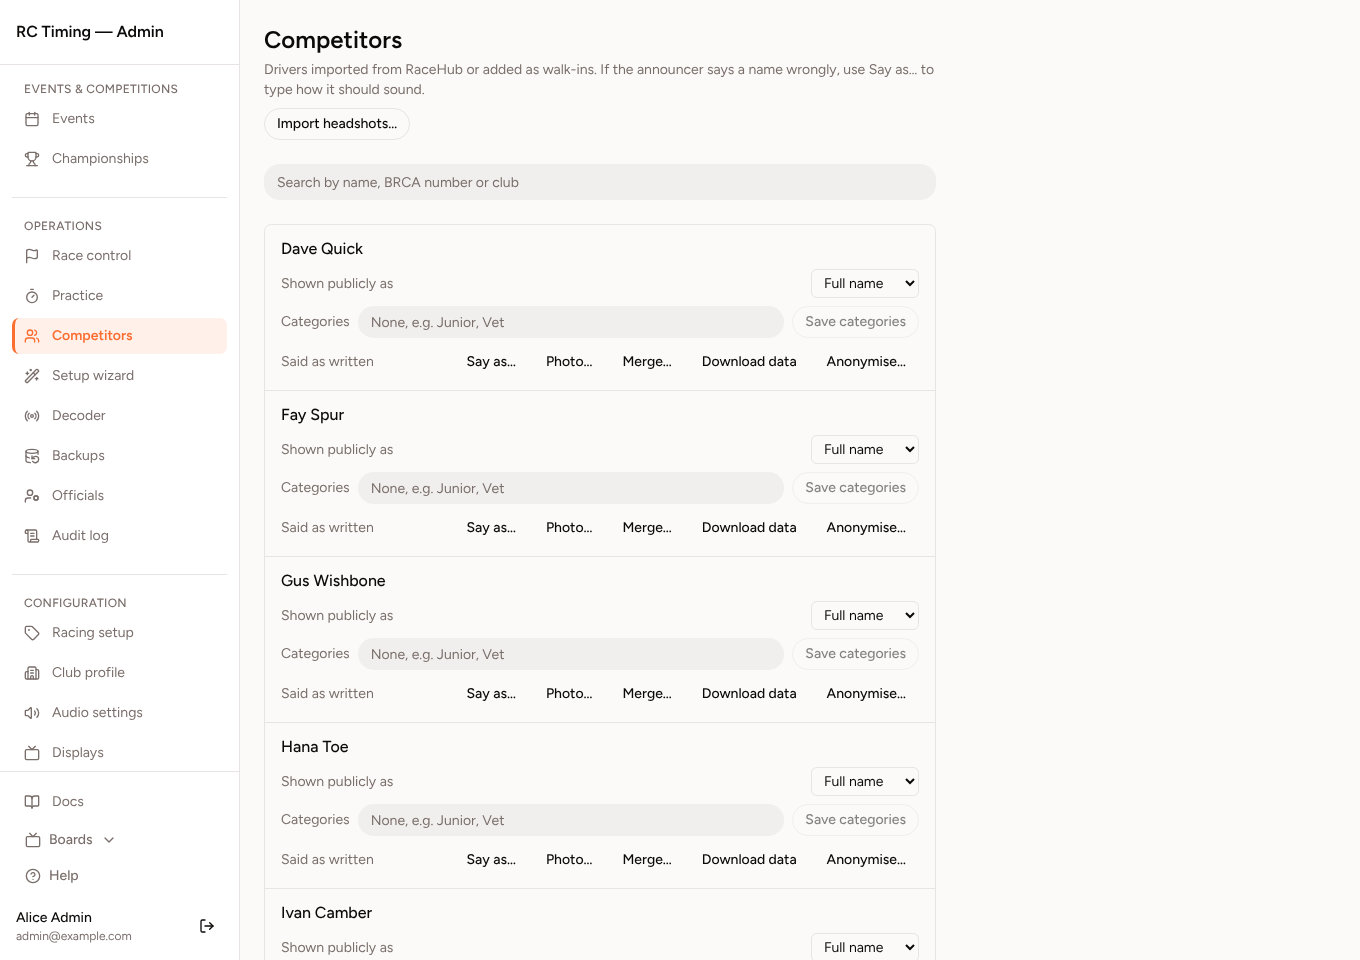 RC Timing — Admin
EVENTS & COMPETITIONS
Events
Championships
OPERATIONS
Race control
Practice
Competitors
Setup wizard
Decoder
Backups
Officials
Audit log
CONFIGURATION
Racing setup
Club profile
Audio settings
Displays
Docs
Boards
Help
Alice Admin
admin@example.com
Competitors
Drivers imported from RaceHub or added as walk-ins. If the announcer says a name wrongly, use Say as... to
type how it should sound.
Import headshots...
Search by name, BRCA number or club
Dave Quick
Shown publicly as Full name
Categories None, e.g. Junior, Vet Save categories
Said as written Say as... Photo... Merge... Download data Anonymise...
Fay Spur
Shown publicly as Full name
Categories None, e.g. Junior, Vet Save categories
Said as written Say as... Photo... Merge... Download data Anonymise...
Gus Wishbone
Shown publicly as Full name
Categories None, e.g. Junior, Vet Save categories
Said as written Say as... Photo... Merge... Download data Anonymise...
Hana Toe
Shown publicly as Full name
Categories None, e.g. Junior, Vet Save categories
Said as written Say as... Photo... Merge... Download data Anonymise...
Ivan Camber
Shown publicly as Full name